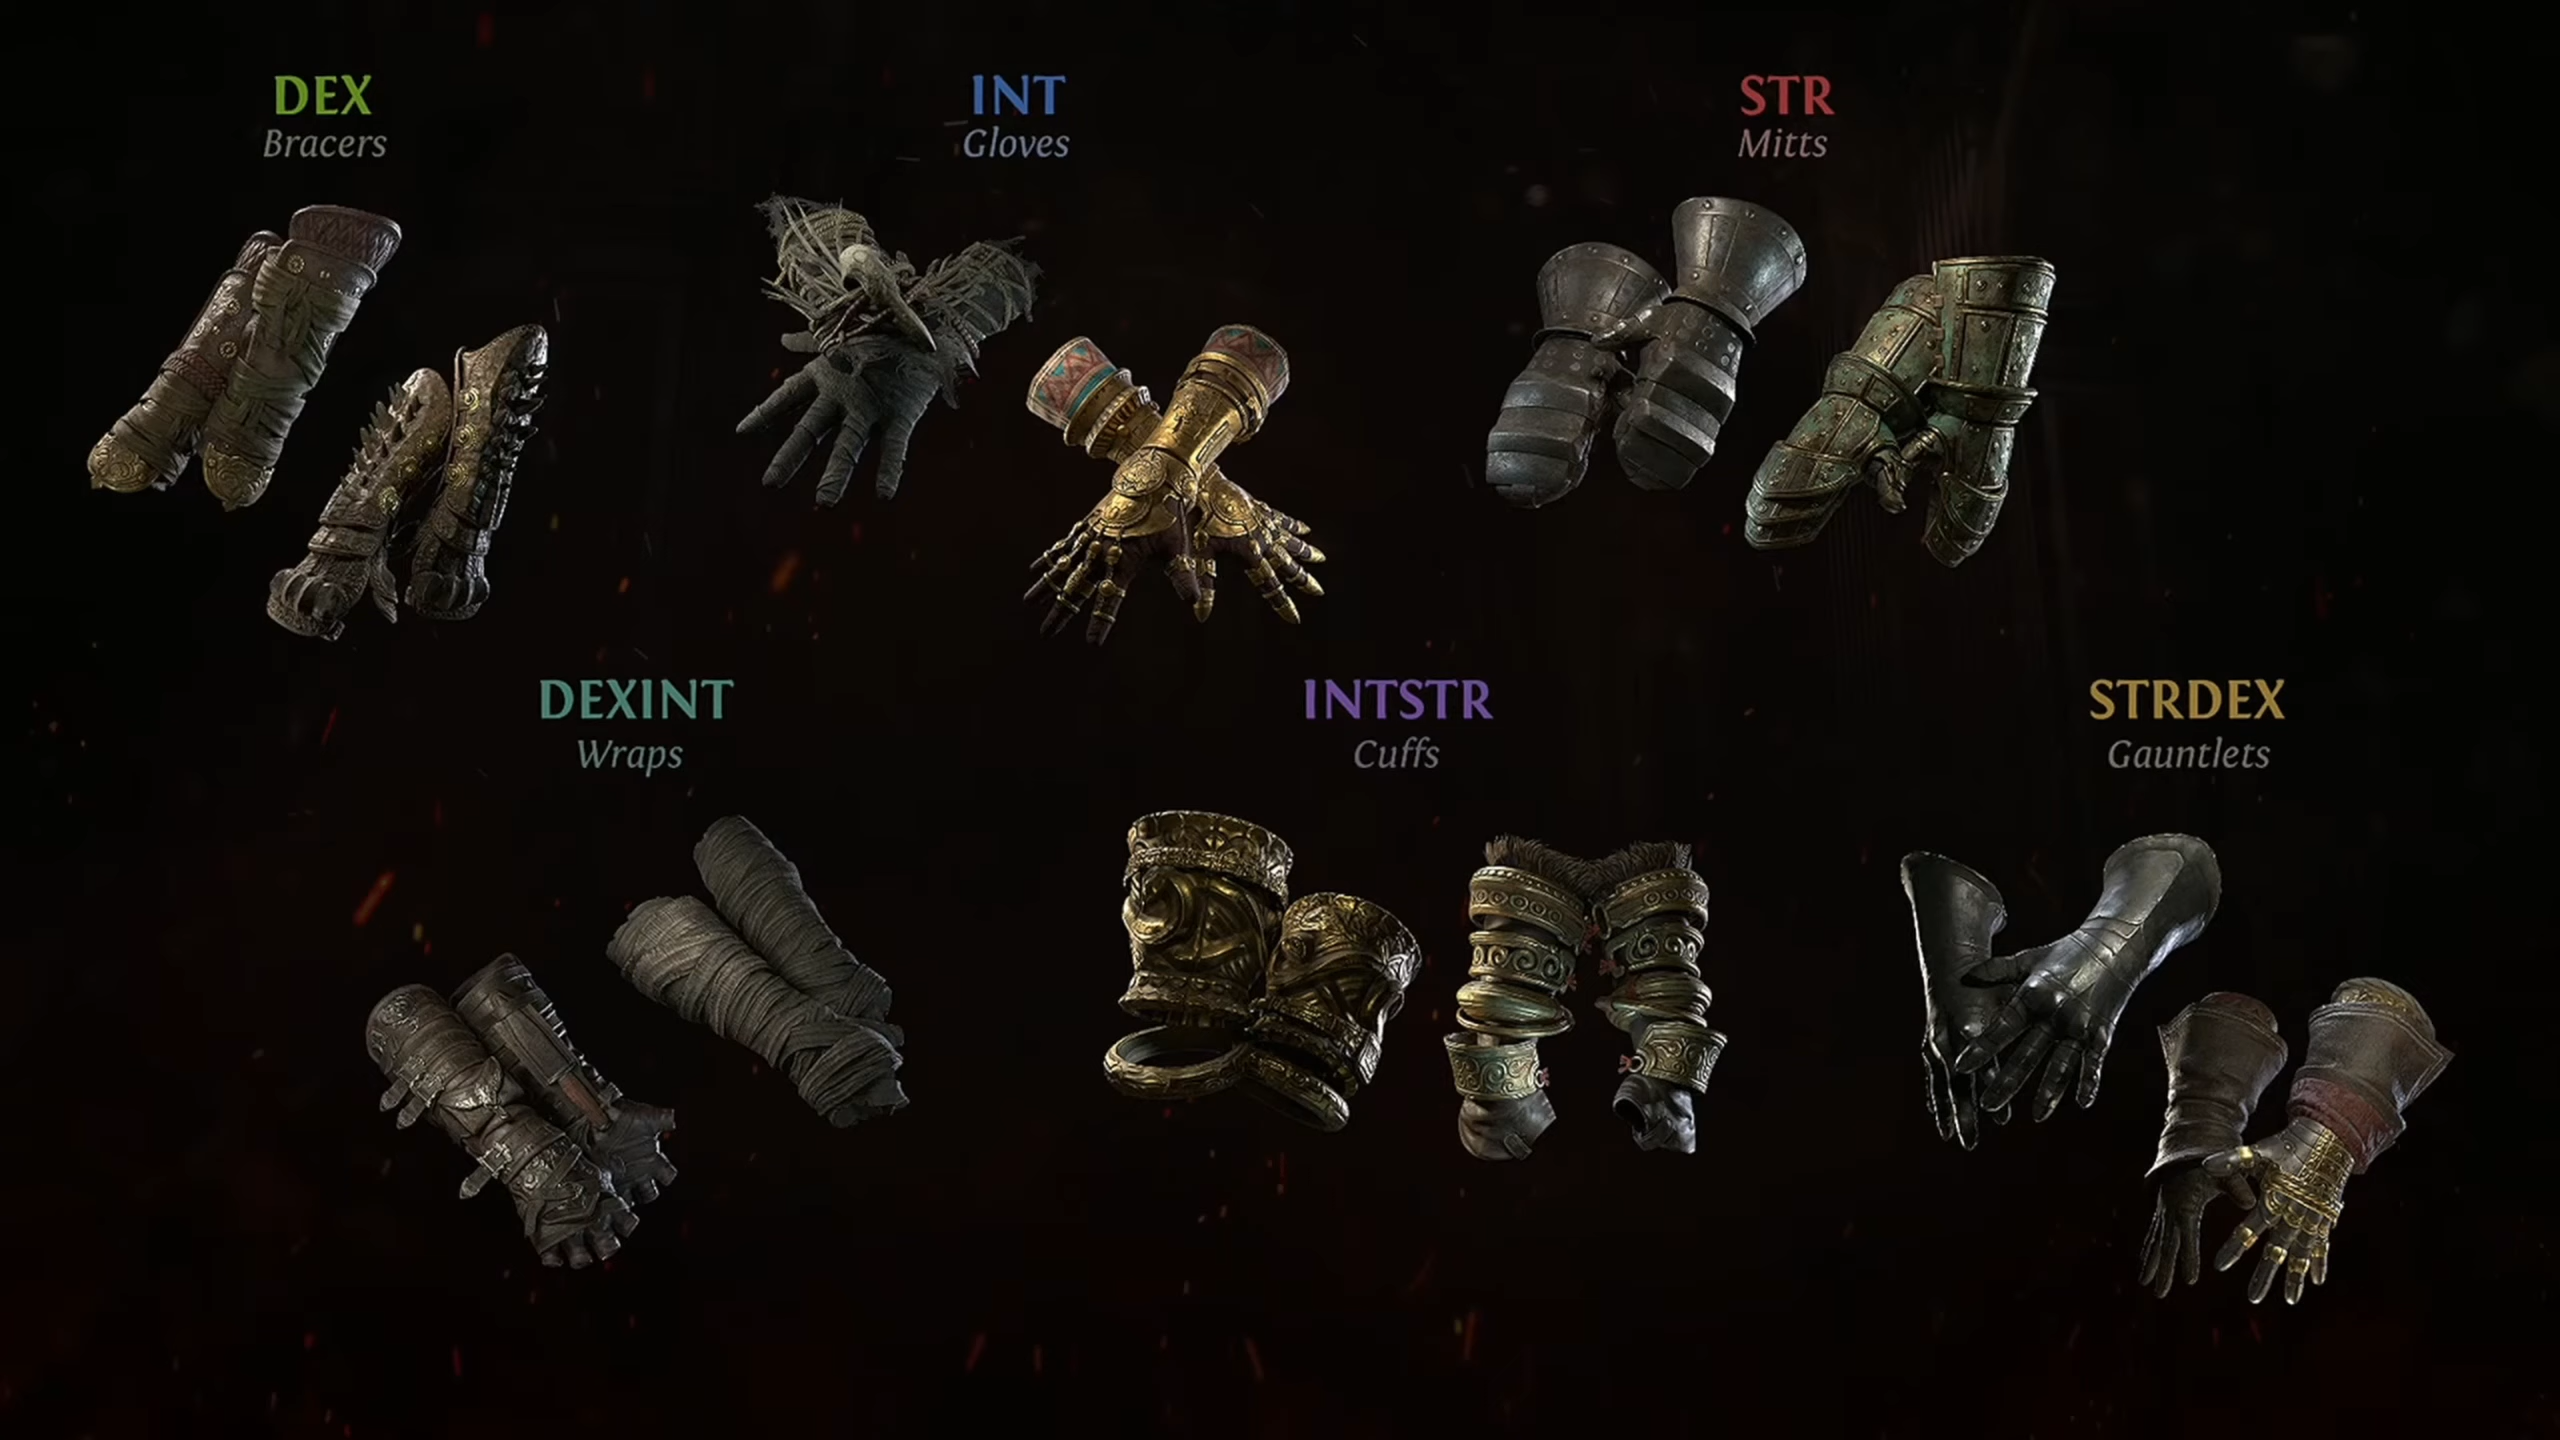 DEX
Bracers
INT
Gloves
STR
Mitts
DEXINT
Wraps
INTSTR
Cuffs
STRDEX
Gauntlets